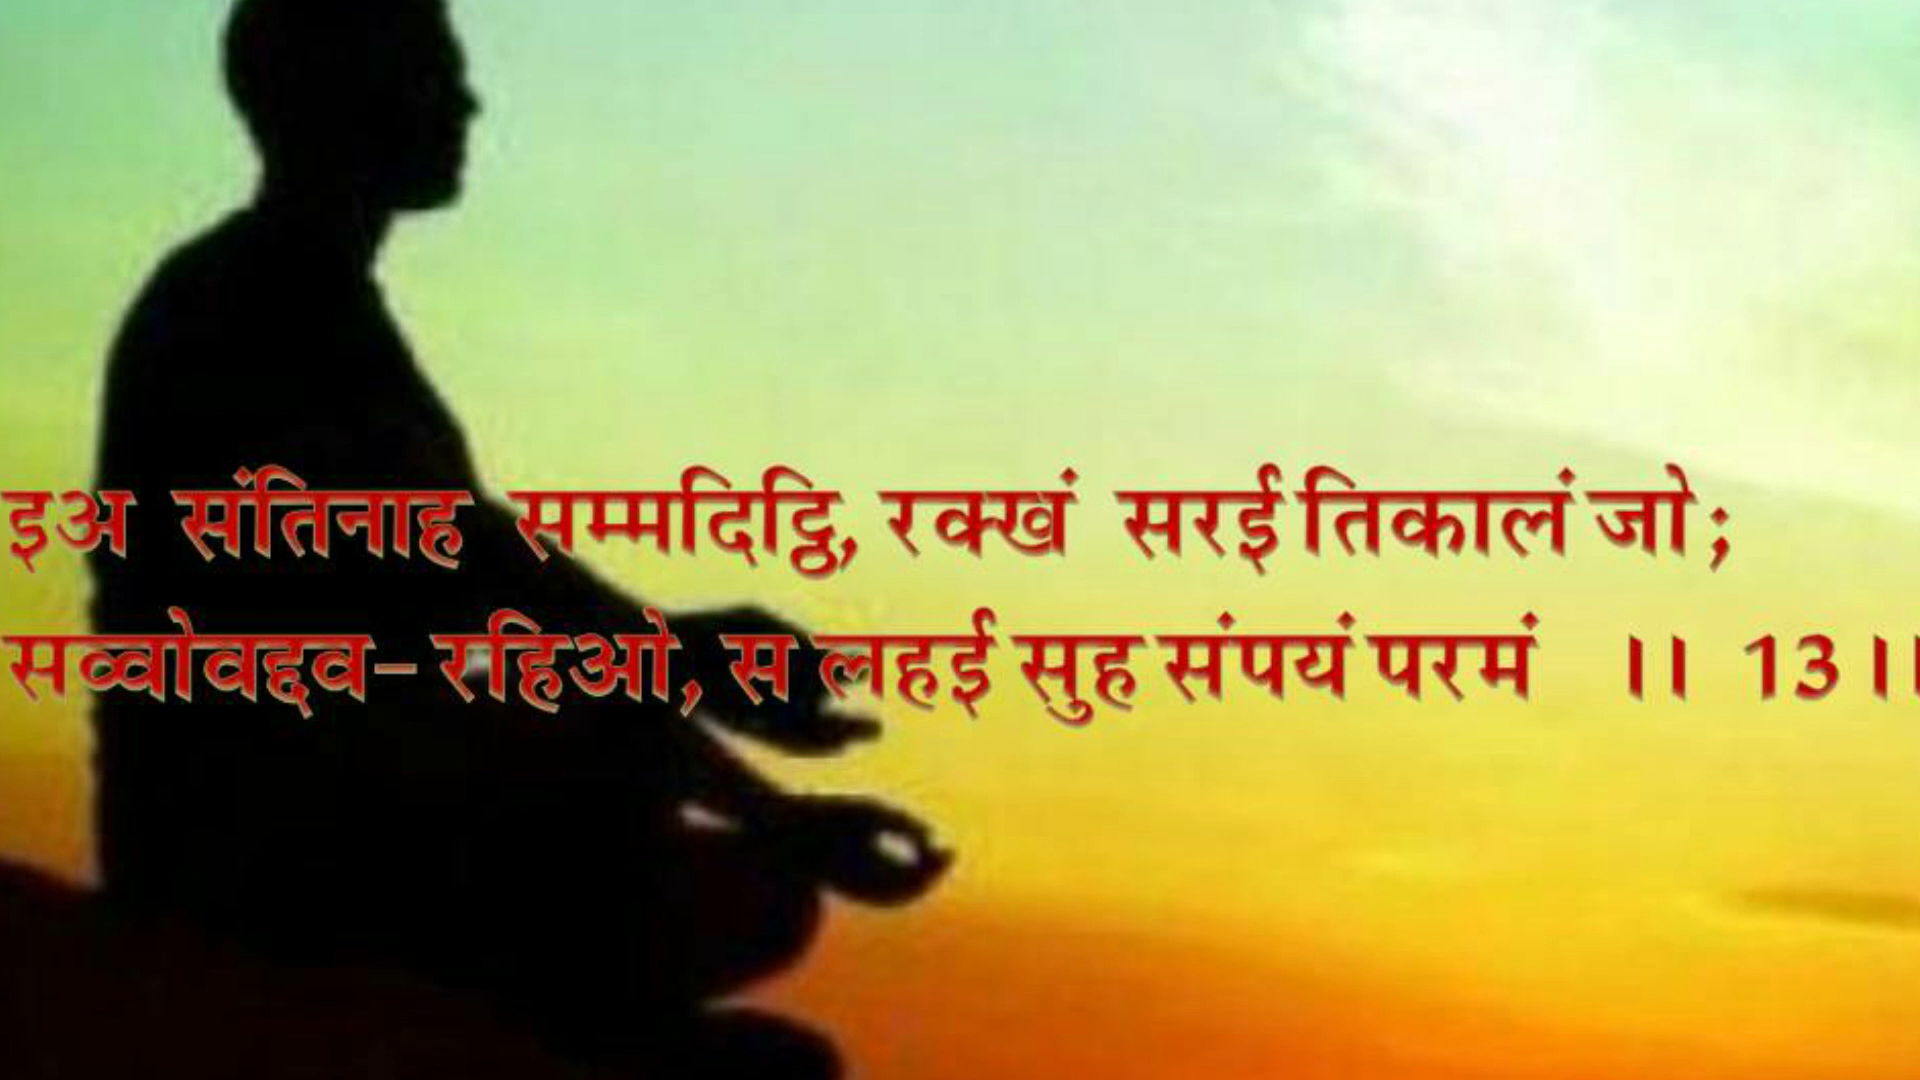 इअ संतिनाह सम्मदिट्ठि, रक्खं सरई तिकालं जो;
सव्वोवद्दव- रहिओ, स लहई सुह संपयं परमं ।। 13।।